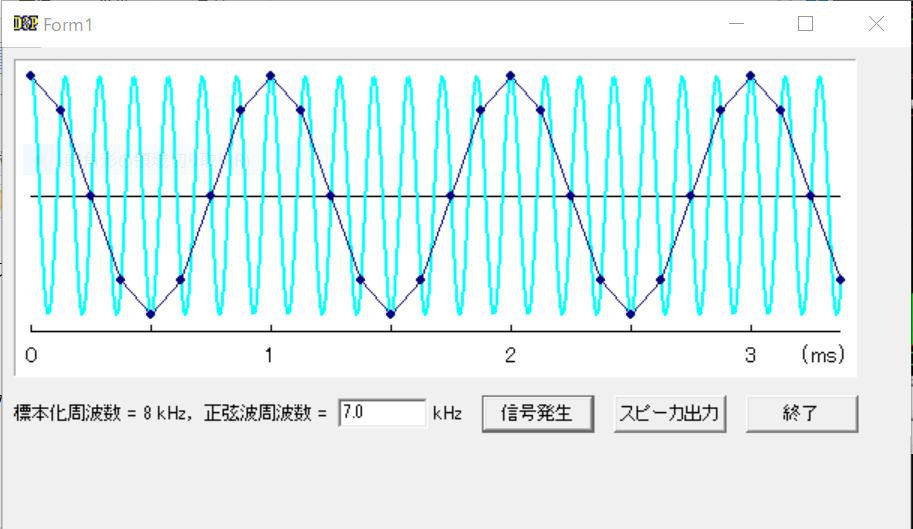 DSP Form1
0 1 2 3 (ms)
標本化周波数 = 8 kHz, 正弦波周波数 = 7.0 kHz 信号発生 スピーカ出力 終了